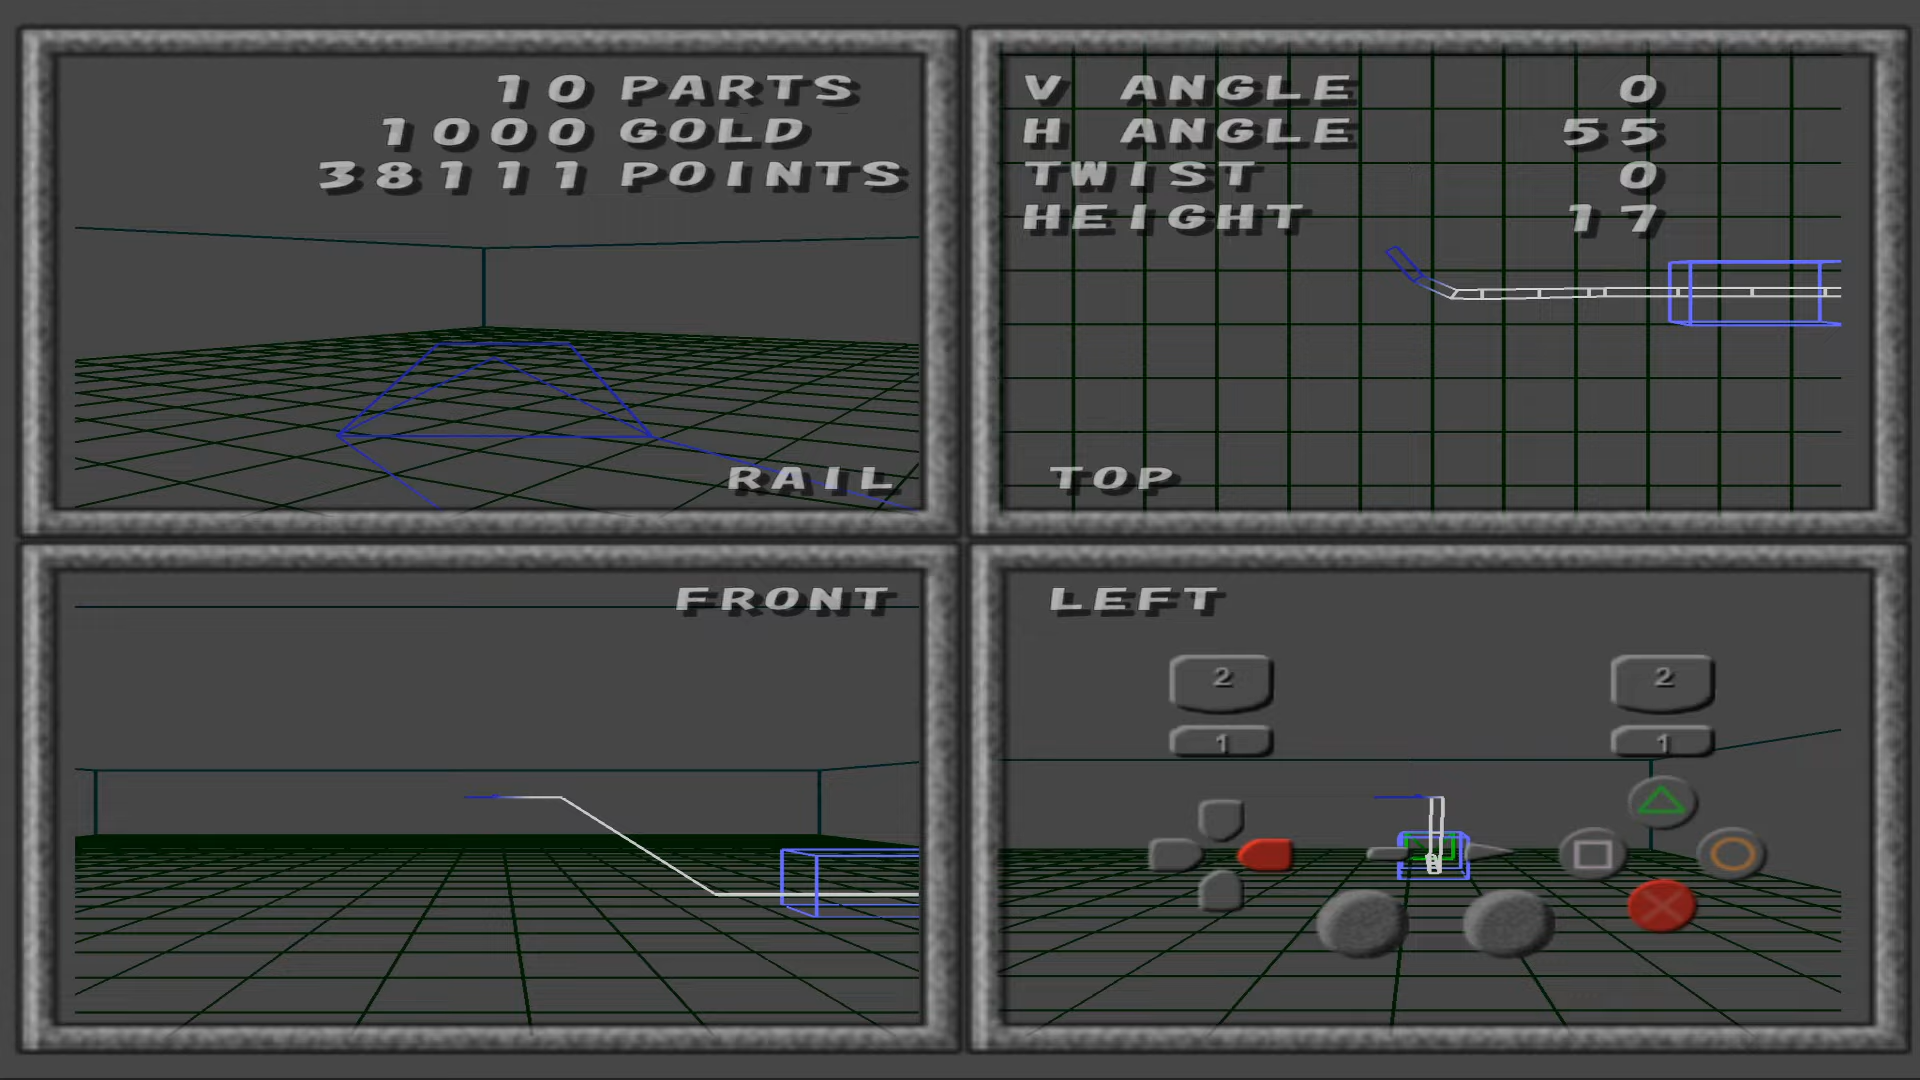 10 PARTS
1000 GOLD
38111 POINTS
RAIL
V ANGLE 0
H ANGLE 55
TWIST 0
HEIGHT 17
TOP
FRONT
LEFT
2 2
1 1